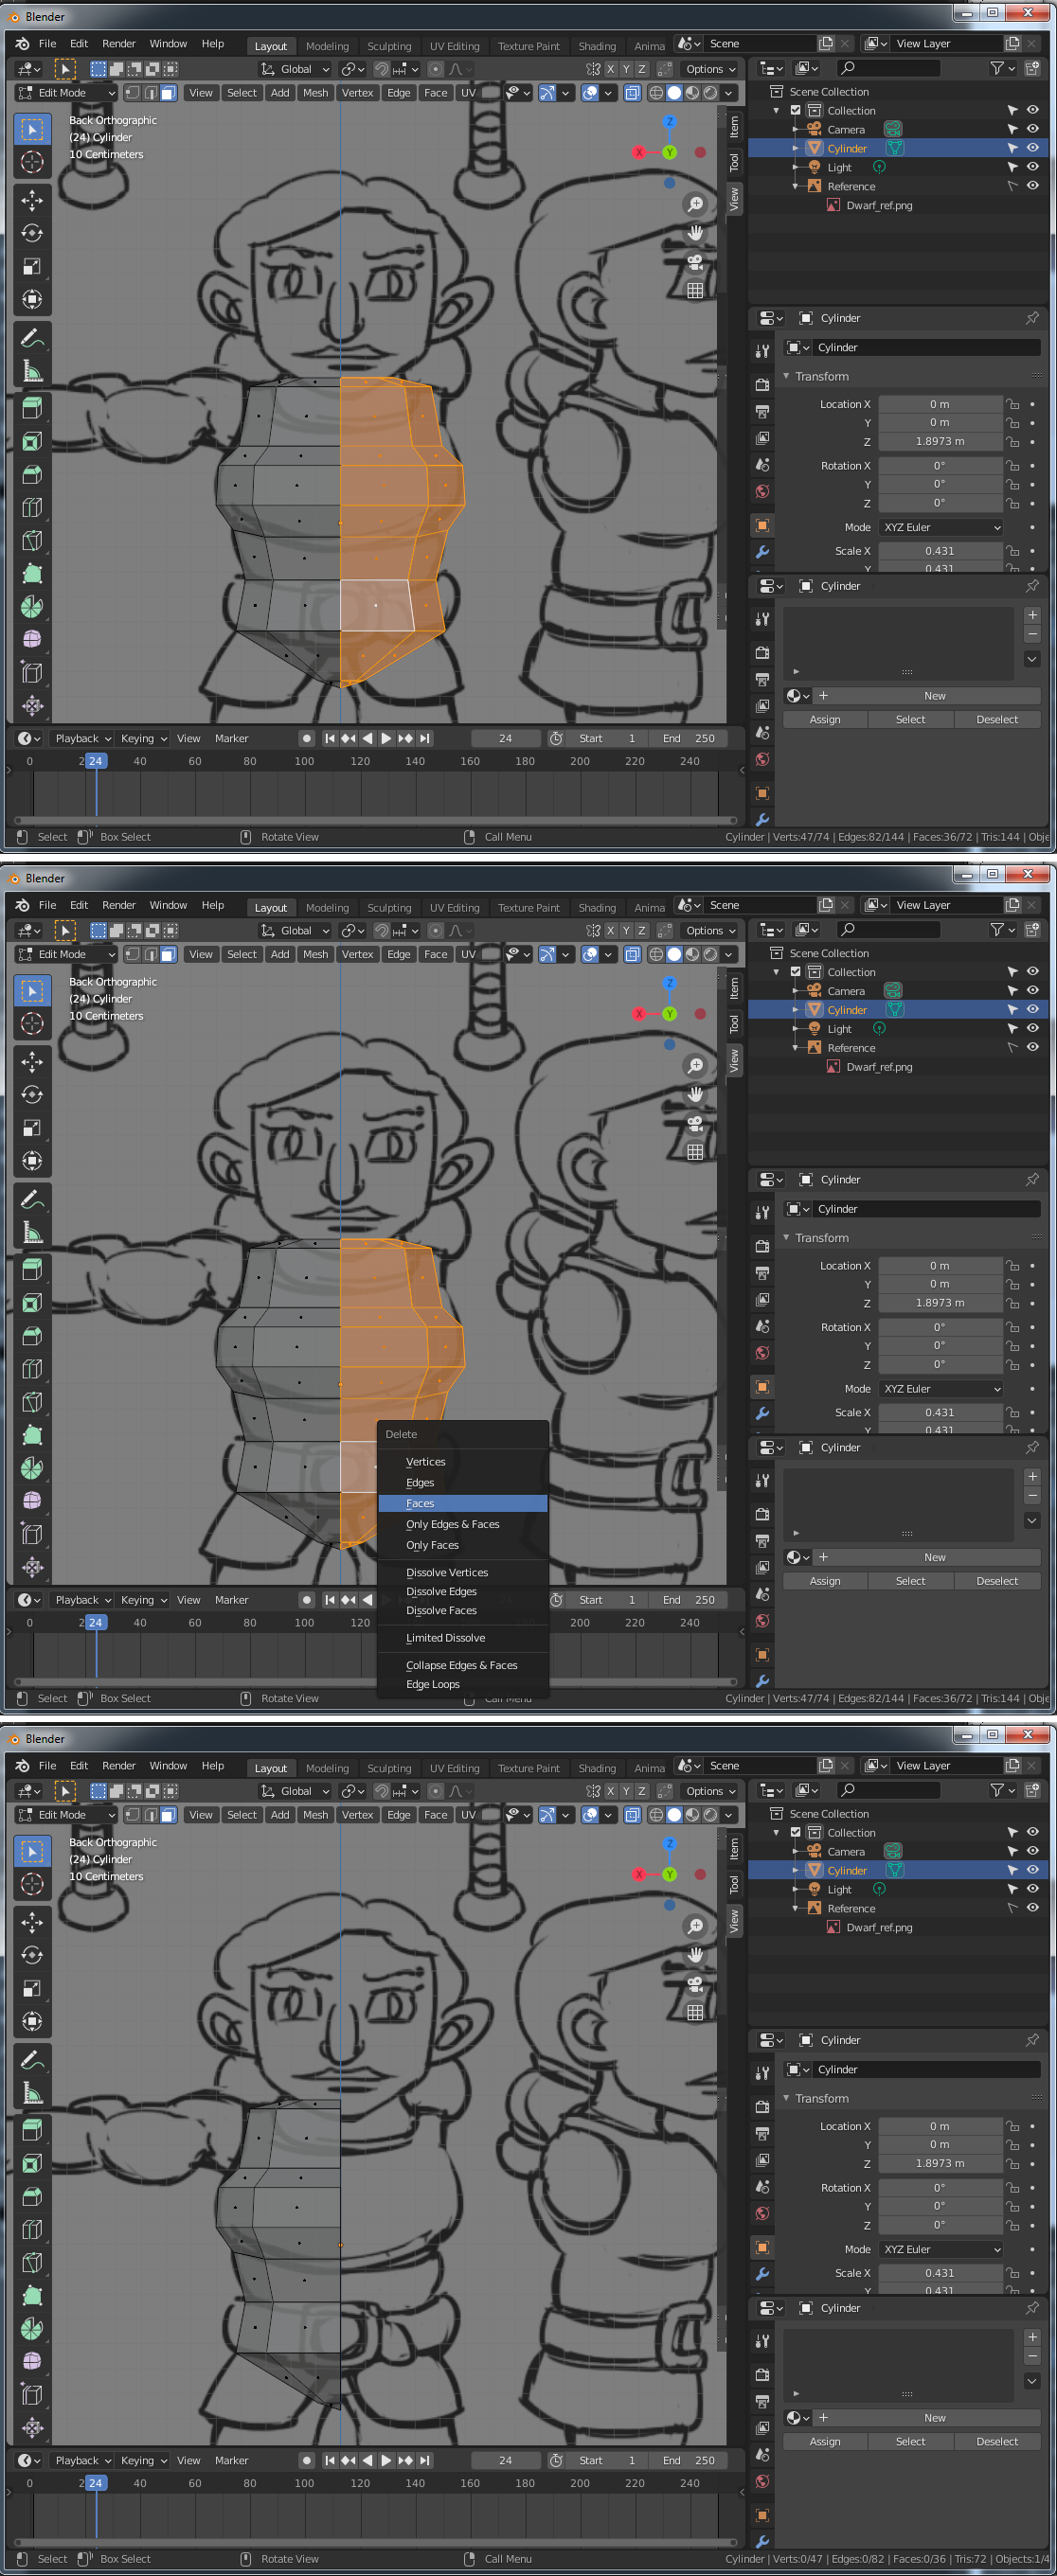 Blender
File Edit Render Window Help Layout Modeling Sculpting UV Editing Texture Paint Shading Anima Scene View Layer
Global X Y Z Options
Edit Mode View Select Add Mesh Vertex Edge Face UV
Back Orthographic
(24) Cylinder
10 Centimeters
Z
X Y
Item
Tool
View
Scene Collection
Collection
Camera
Cylinder
Light
Reference
Dwarf_ref.png
Cylinder
Cylinder
Transform
Location X 0 m
Y 0 m
Z 1.8973 m
Rotation X 0°
Y 0°
Z 0°
Mode XYZ Euler
Scale X 0.431
Y 0.431
Cylinder
New
Assign Select Deselect
Playback Keying View Marker 24 Start 1 End 250
0 24 40 60 80 100 120 140 160 180 200 220 240
Select Box Select Rotate View Call Menu Cylinder | Verts:47/74 | Edges:82/144 | Faces:36/72 | Tris:144 | Obje
Blender
File Edit Render Window Help Layout Modeling Sculpting UV Editing Texture Paint Shading Anima Scene View Layer
Global X Y Z Options
Edit Mode View Select Add Mesh Vertex Edge Face UV
Back Orthographic
(24) Cylinder
10 Centimeters
Z
X Y
Item
Tool
View
Scene Collection
Collection
Camera
Cylinder
Light
Reference
Dwarf_ref.png
Cylinder
Cylinder
Transform
Location X 0 m
Y 0 m
Z 1.8973 m
Rotation X 0°
Y 0°
Z 0°
Mode XYZ Euler
Scale X 0.431
Y 0.431
Cylinder
New
Assign Select Deselect
Delete
Vertices
Edges
Faces
Only Edges & Faces
Only Faces
Dissolve Vertices
Dissolve Edges
Dissolve Faces
Limited Dissolve
Collapse Edges & Faces
Edge Loops
Playback Keying View Marker Start 1 End 250
0 24 40 60 80 100 120 160 180 200 220 240
Select Box Select Rotate View Call Menu Cylinder | Verts:47/74 | Edges:82/144 | Faces:36/72 | Tris:144 | Obje
Blender
File Edit Render Window Help Layout Modeling Sculpting UV Editing Texture Paint Shading Anima Scene View Layer
Global X Y Z Options
Edit Mode View Select Add Mesh Vertex Edge Face UV
Back Orthographic
(24) Cylinder
10 Centimeters
Z
X Y
Item
Tool
View
Scene Collection
Collection
Camera
Cylinder
Light
Reference
Dwarf_ref.png
Cylinder
Cylinder
Transform
Location X 0 m
Y 0 m
Z 1.8973 m
Rotation X 0°
Y 0°
Z 0°
Mode XYZ Euler
Scale X 0.431
Y 0.431
Cylinder
New
Assign Select Deselect
Playback Keying View Marker 24 Start 1 End 250
0 24 40 60 80 100 120 140 160 180 200 220 240
Select Box Select Rotate View Call Menu Cylinder | Verts:0/47 | Edges:0/82 | Faces:0/36 | Tris:72 | Objects:1/4